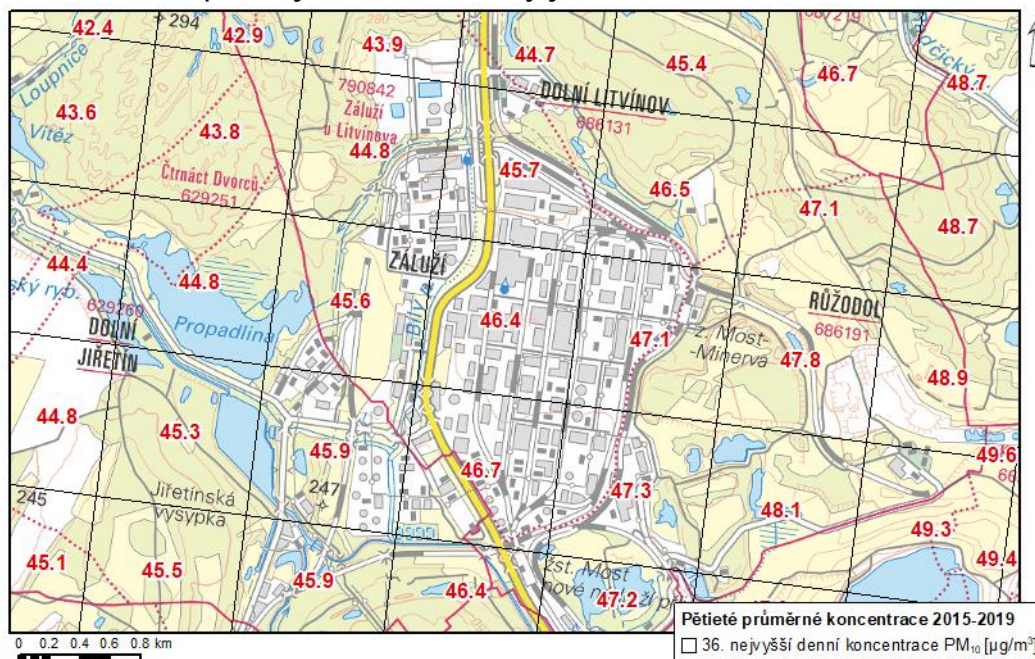 294
42.4
42.9
43.9
44.7
45.4
46.7
48.7
Loupnice
43.6
Vítěz
43.8
790842
Záluží
u Litvínova
44.8
DOLNÍ LITVÍNOV
686131
45.7
46.5
47.1
48.7
Čtrnáct Dvorců
629251
44.4
44.8
629260
DOLNÍ
JIŘETÍN
Propadlina
45.6
ZÁLUŽÍ
46.4
47.1
z. Most-
-Minerva
RŮŽODOL
686191
47.8
48.9
44.8
45.3
45.9
46.7
47.3
49.6
245
Jiřetínská
výsypka
247
48.1
49.3
49.4
45.1
45.5
45.9
46.4
žst. Most
47.2
Pětieté průměrné koncentrace 2015-2019
36. nejvyšší denní koncentrace PM₁₀ [µg/m³]
0 0.2 0.4 0.6 0.8 km